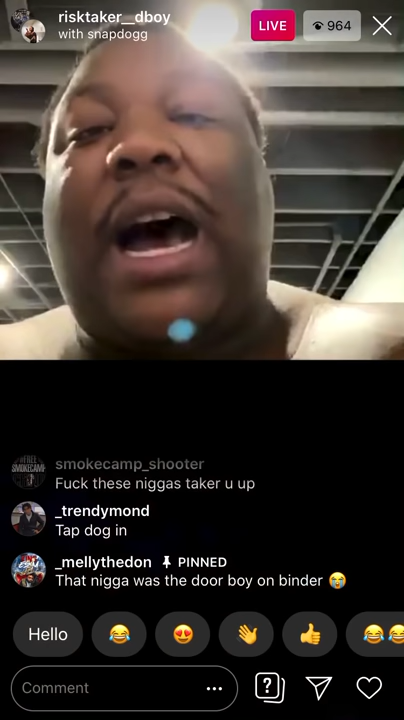 risktaker__dboy
LIVE
964
with snapdogg
smokecamp_shooter
Fuck these niggas taker u up
_trendymond
Tap dog in
_mellythedon PINNED
That nigga was the door boy on binder 😭
Hello 😂 😍 👋 👍 😂😂
Comment